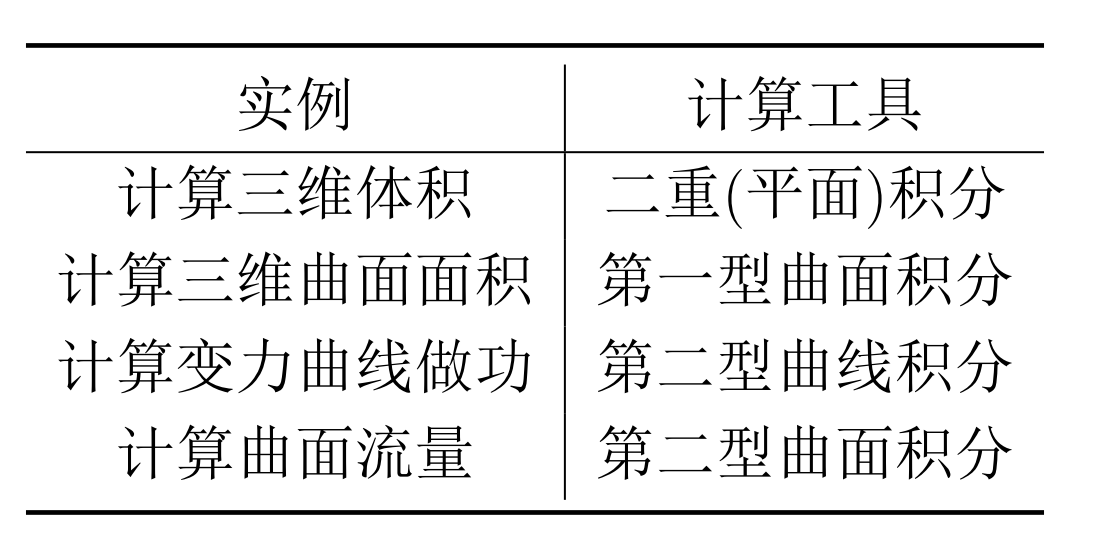 实例 计算工具
计算三维体积 二重(平面)积分
计算三维曲面面积 第一型曲面积分
计算变力曲线做功 第二型曲线积分
计算曲面流量 第二型曲面积分